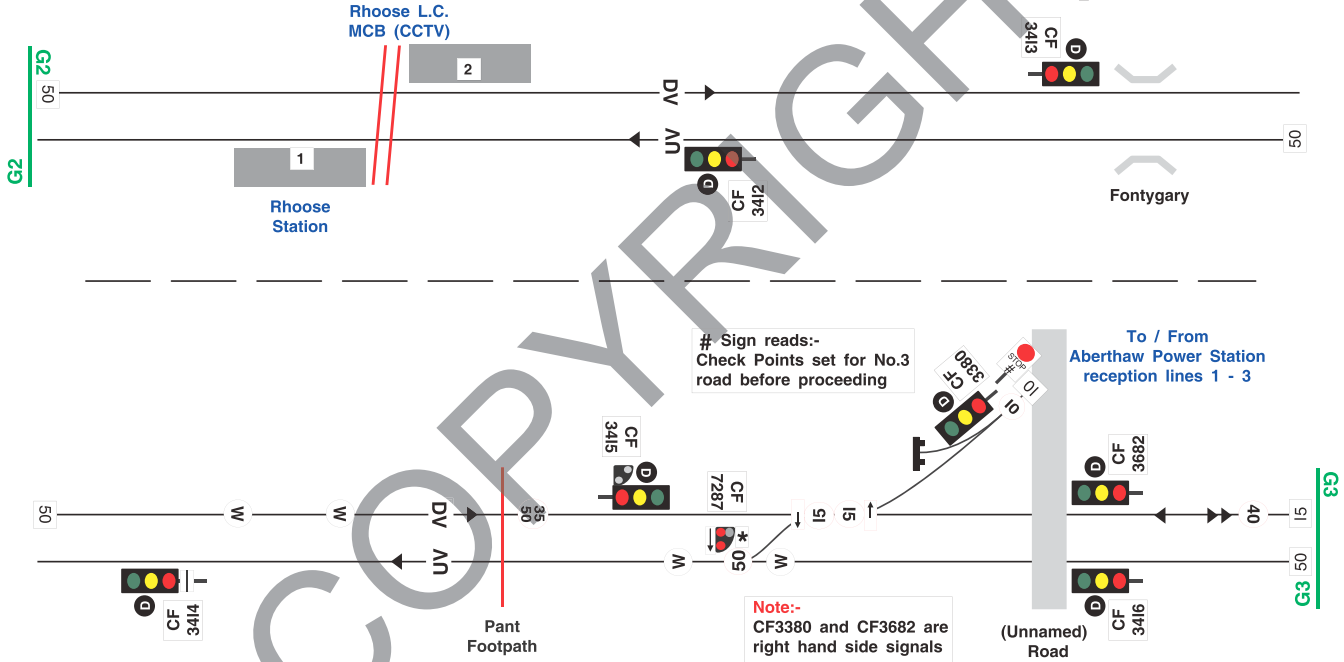 Rhoose L.C.
MCB (CCTV)
G2
50
2
DV
CF
3413
D
UV
50
G2
1
D
CF
3412
Rhoose
Station
Fontygary
# Sign reads:-
Check Points set for No.3
road before proceeding
CF
3380
D
STOP
#
10
10
To / From
Aberthaw Power Station
reception lines 1 - 3
CF
3415
D
CF
7287
D
CF
3682
G3
50
W
W
DV
35
50
15
15
40
15
UV
W
50
*
W
50
G3
D
CF
3414
Pant
Footpath
Note:-
CF3380 and CF3682 are
right hand side signals
(Unnamed)
Road
D
CF
3416
COPYRIGH